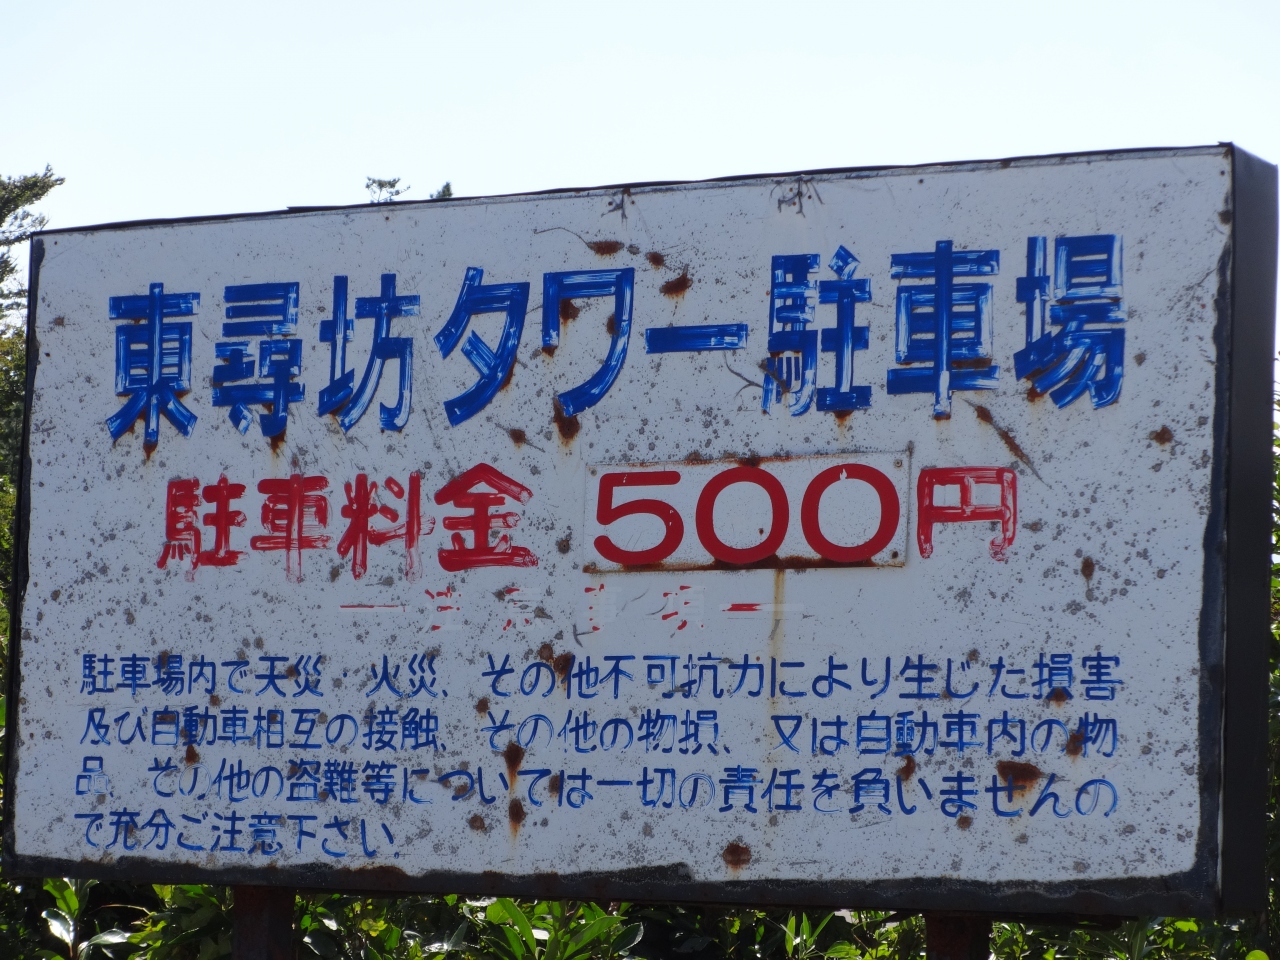 東尋坊タワー駐車場
駐車料金 500円
ー注意事項ー
駐車場内で天災・火災、その他不可抗力により生じた損害
及び自動車相互の接触、その他の物損、又は自動車内の物
品、その他の盗難等については一切の責任を負いませんの
で充分ご注意下さい。